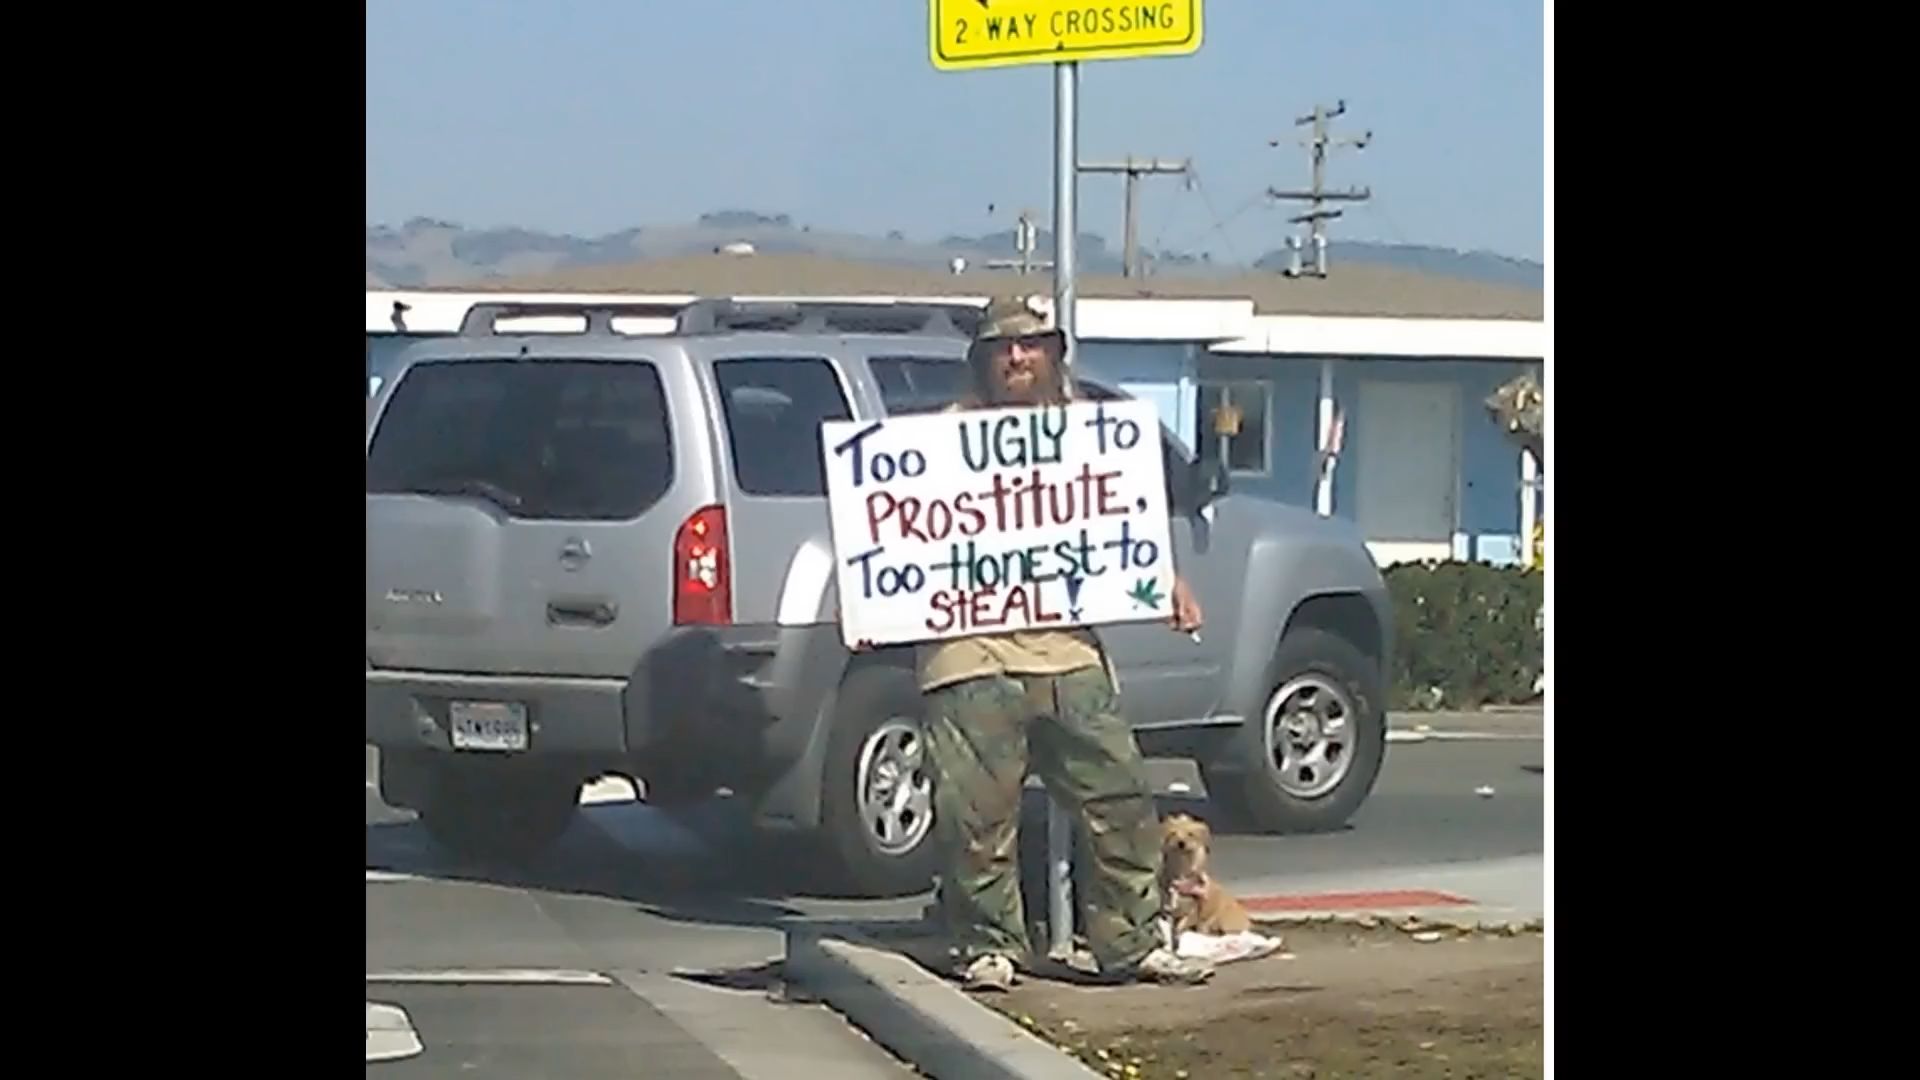 2-WAY CROSSING
Too UGLY to
PROStitUtE,
Too HonESt to
StEAL!